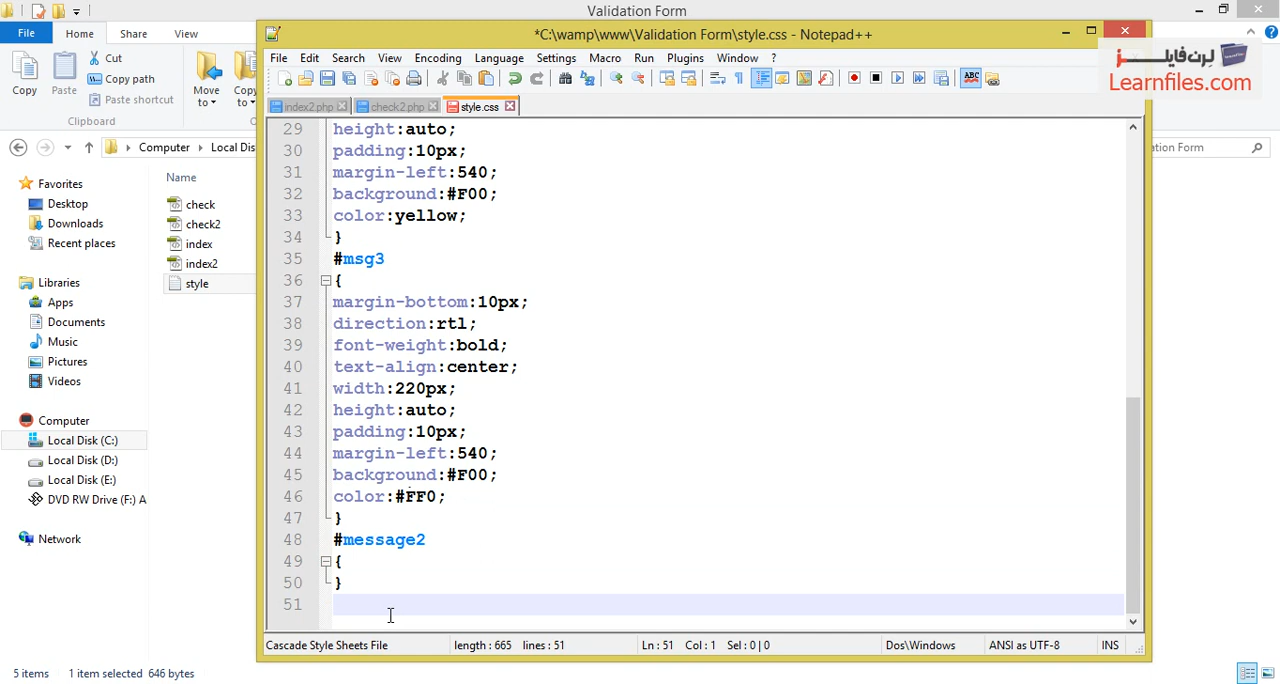 Validation Form
File
Home
Share
View
Copy
Paste
Cut
Copy path
Paste shortcut
Clipboard
Move
to
Copy
to
Computer
Local Dis
tion Form
Favorites
Desktop
Downloads
Recent places
Libraries
Apps
Documents
Music
Pictures
Videos
Computer
Local Disk (C:)
Local Disk (D:)
Local Disk (E:)
DVD RW Drive (F:) A
Network
Name
check
check2
index
index2
style
5 items
1 item selected 646 bytes
*C:\wamp\www\Validation Form\style.css - Notepad++
File Edit Search View Encoding Language Settings Macro Run Plugins Window ?
لرن فایلز
Learnfiles.com
index2.php
check2.php
style.css
29 height:auto;
30 padding:10px;
31 margin-left:540;
32 background:#F00;
33 color:yellow;
34 }
35 #msg3
36 {
37 margin-bottom:10px;
38 direction:rtl;
39 font-weight:bold;
40 text-align:center;
41 width:220px;
42 height:auto;
43 padding:10px;
44 margin-left:540;
45 background:#F00;
46 color:#FF0;
47 }
48 #message2
49 {
50 }
51
Cascade Style Sheets File
length : 665 lines : 51
Ln : 51 Col : 1 Sel : 0 | 0
Dos\Windows
ANSI as UTF-8
INS